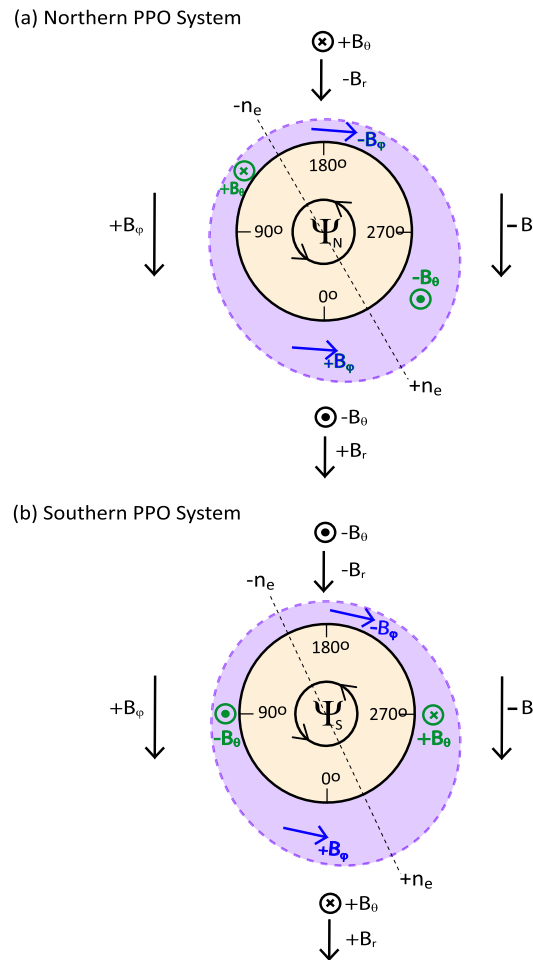 (a) Northern PPO System
+Bθ
-Br
-ne
-Bφ
180º
+Bθ
+Bφ
90º
ΨN
270º
– B
-Bθ
0º
+Bφ
+ne
-Bθ
+Br
(b) Southern PPO System
-Bθ
-Br
-ne
-Bφ
180º
+Bφ
90º
ΨS
270º
– B
-Bθ
+Bθ
0º
+Bφ
+ne
+Bθ
+Br